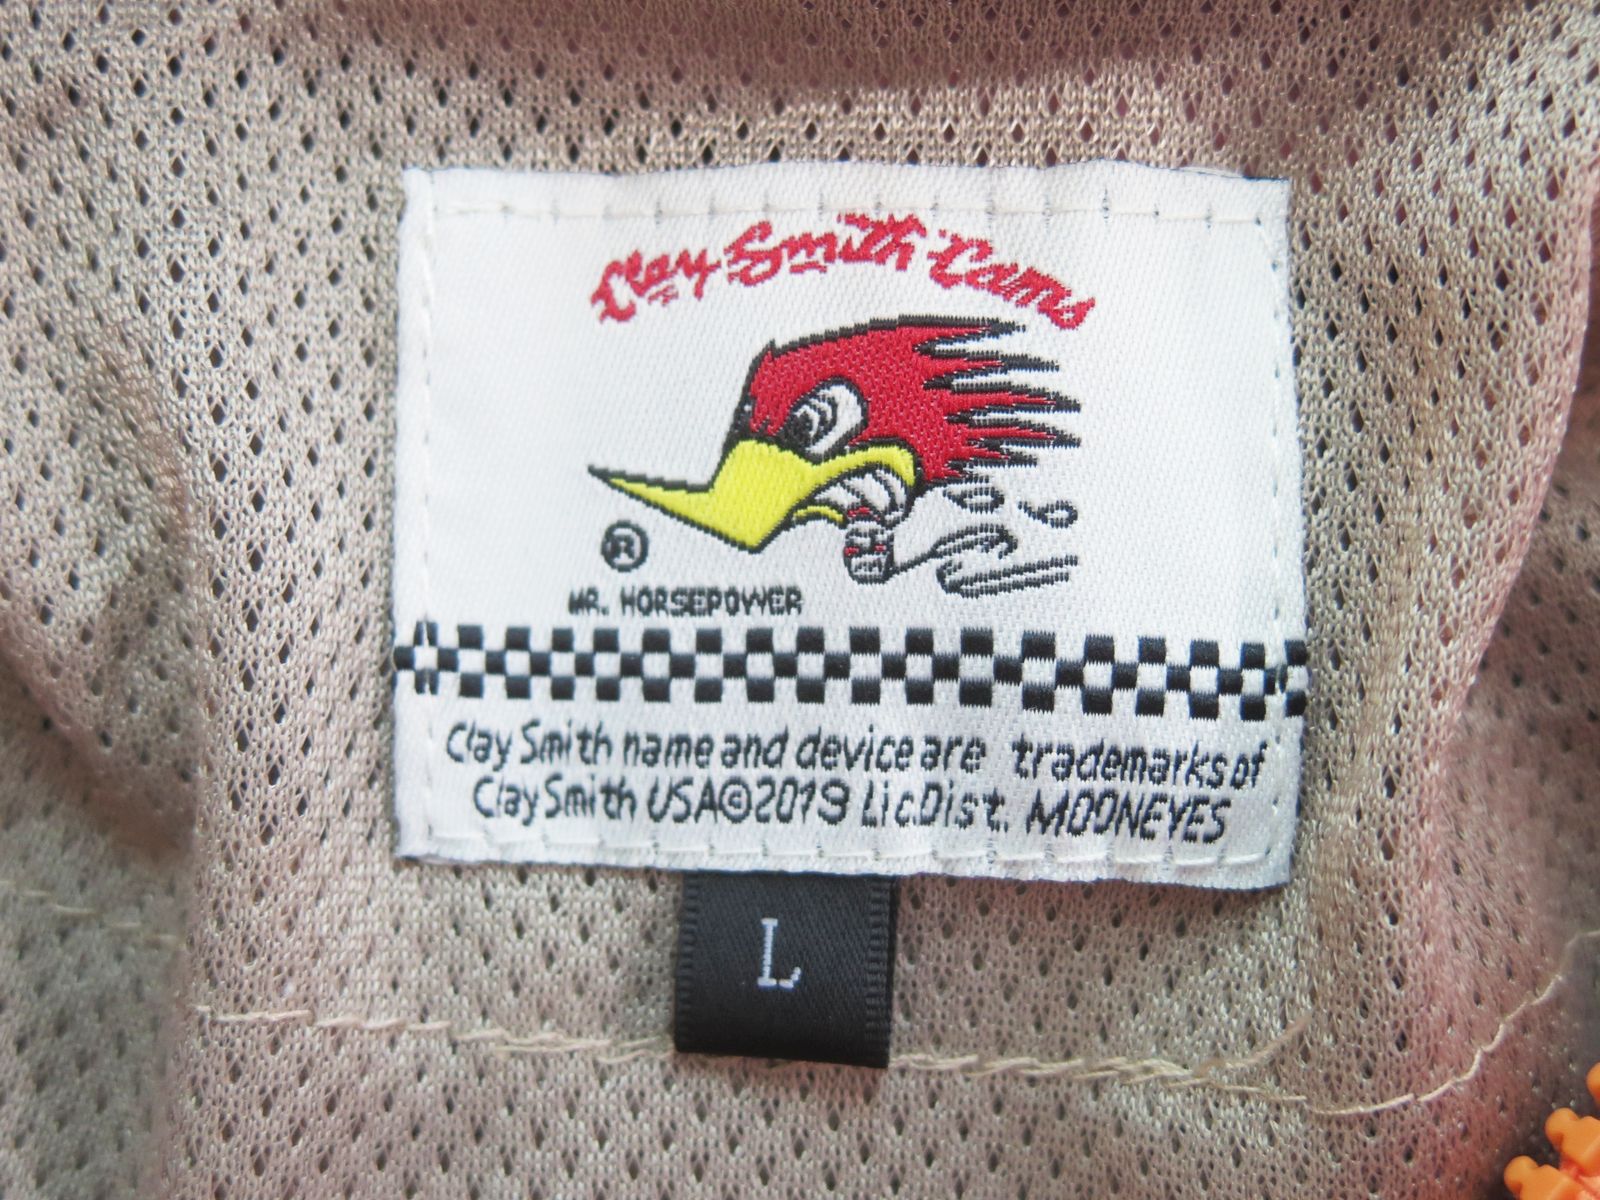 Clay Smith Cams
®
MR. HORSEPOWER
Clay Smith name and device are trademarks of
Clay Smith USA©2019 Lic.Dist. MOONEYES
L